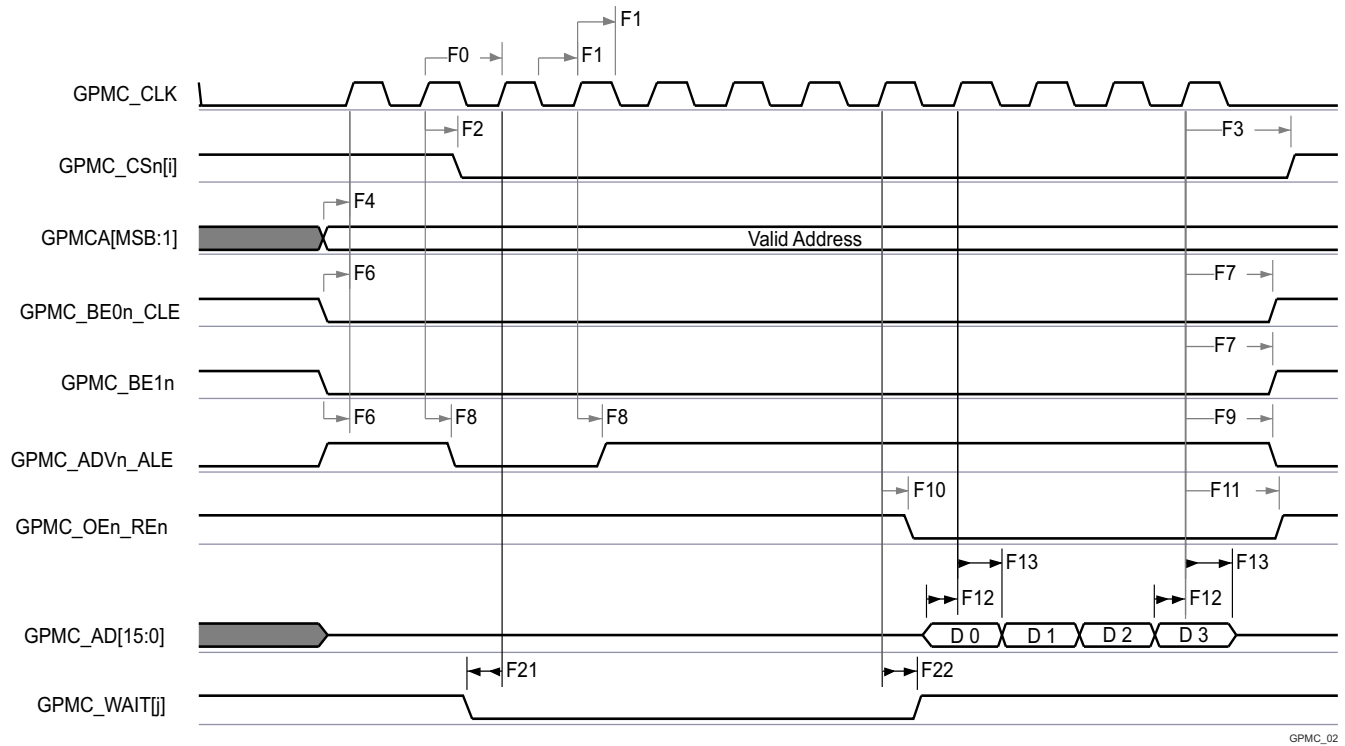 F1
F0 F1
GPMC_CLK
F2 F3
GPMC_CSn[i]
F4
GPMCA[MSB:1] Valid Address
F6 F7
GPMC_BE0n_CLE
F7
GPMC_BE1n
F6 F8 F8 F9
GPMC_ADVn_ALE
F10 F11
GPMC_OEn_REn
F13 F13
F12 F12
GPMC_AD[15:0] D 0 D 1 D 2 D 3
F21 F22
GPMC_WAIT[j]
GPMC_02